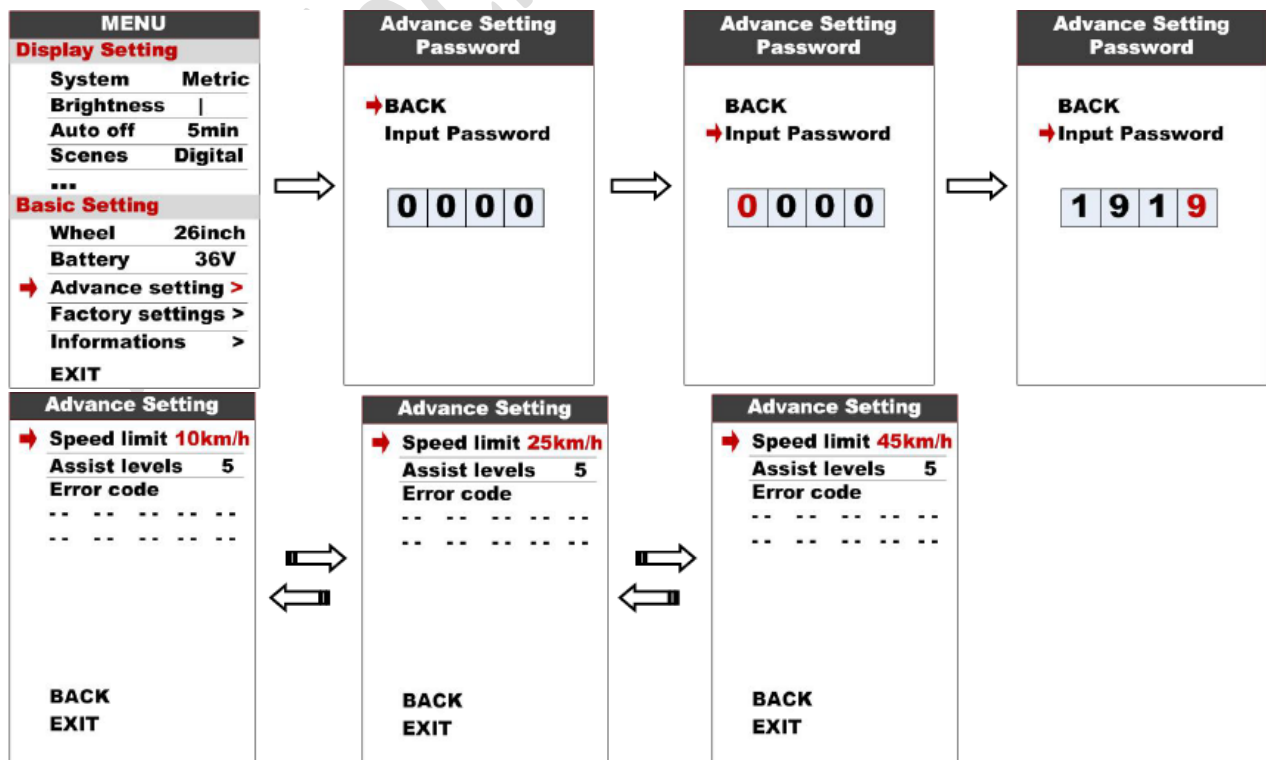 MENU
Display Setting
System Metric
Brightness |
Auto off 5min
Scenes Digital
...
Basic Setting
Wheel 26inch
Battery 36V
Advance setting >
Factory settings >
Informations >
EXIT
Advance Setting
Password
BACK
Input Password
0 0 0 0
Advance Setting
Password
BACK
Input Password
0 0 0 0
Advance Setting
Password
BACK
Input Password
1 9 1 9
Advance Setting
Speed limit 10km/h
Assist levels 5
Error code
-- -- -- -- --
-- -- -- -- --
BACK
EXIT
Advance Setting
Speed limit 25km/h
Assist levels 5
Error code
-- -- -- -- --
-- -- -- -- --
BACK
EXIT
Advance Setting
Speed limit 45km/h
Assist levels 5
Error code
-- -- -- -- --
-- -- -- -- --
BACK
EXIT